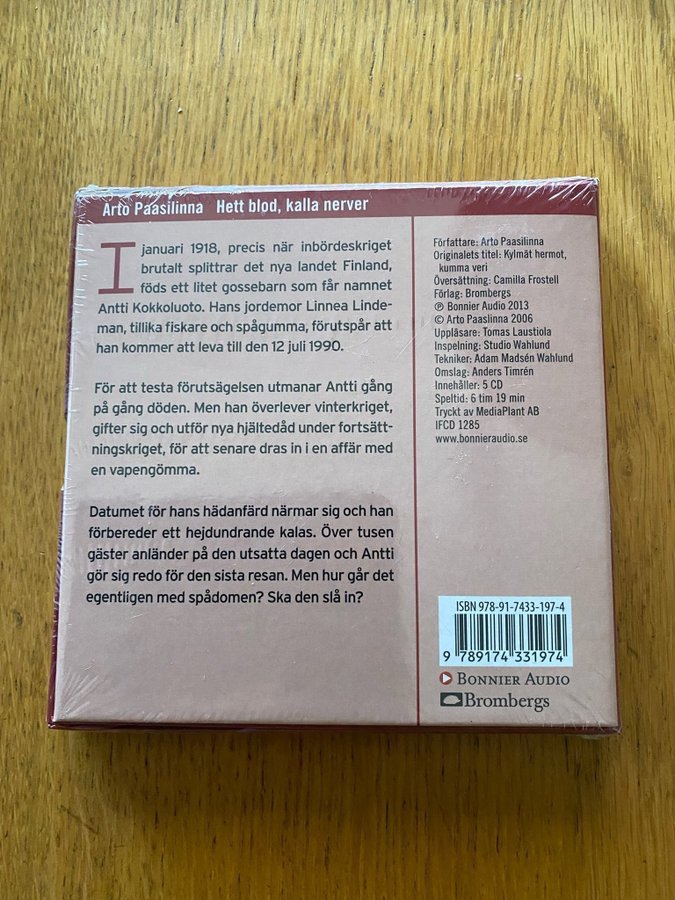 Arto Paasilinna Hett blod, kalla nerver
I januari 1918, precis när inbördeskriget
brutalt splittrar det nya landet Finland,
föds ett litet gossebarn som får namnet
Antti Kokkoluoto. Hans jordemor Linnea Linde-
man, tillika fiskare och spågumma, förutspår att
han kommer att leva till den 12 juli 1990.
För att testa förutsägelsen utmanar Antti gång
på gång döden. Men han överlever vinterkriget,
gifter sig och utför nya hjältedåd under fortsätt-
ningskriget, för att senare dras in i en affär med
en vapengömma.
Datumet för hans hädanfärd närmar sig och han
förbereder ett hejdundrande kalas. Över tusen
gäster anländer på den utsatta dagen och Antti
gör sig redo för den sista resan. Men hur går det
egentligen med spådomen? Ska den slå in?
Författare: Arto Paasilinna
Originalets titel: Kylmät hermot,
kumma veri
Översättning: Camilla Frostell
Förlag: Brombergs
℗ Bonnier Audio 2013
© Arto Paaslinna 2006
Uppläsare: Tomas Laustiola
Inspelning: Studio Wahlund
Tekniker: Adam Madsén Wahlund
Omslag: Anders Timrén
Innehåller: 5 CD
Speltid: 6 tim 19 min
Tryckt av MediaPlant AB
IFCD 1285
www.bonnieraudio.se
ISBN 978-91-7433-197-4
9 789174 331974
BONNIER AUDIO
Brombergs